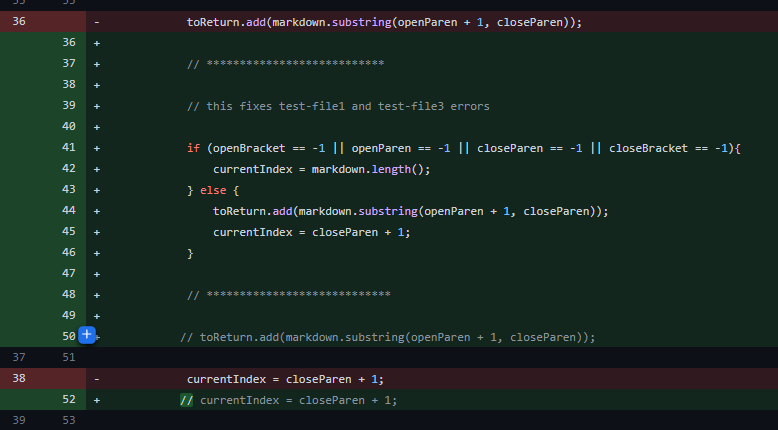 35 35
36 - toReturn.add(markdown.substring(openParen + 1, closeParen));
36 +
37 + // ***************************
38 +
39 + // this fixes test-file1 and test-file3 errors
40 +
41 + if (openBracket == -1 || openParen == -1 || closeParen == -1 || closeBracket == -1){
42 + currentIndex = markdown.length();
43 + } else {
44 + toReturn.add(markdown.substring(openParen + 1, closeParen));
45 + currentIndex = closeParen + 1;
46 + }
47 +
48 + // ****************************
49 +
50 + // toReturn.add(markdown.substring(openParen + 1, closeParen));
37 51
38 - currentIndex = closeParen + 1;
52 + // currentIndex = closeParen + 1;
39 53